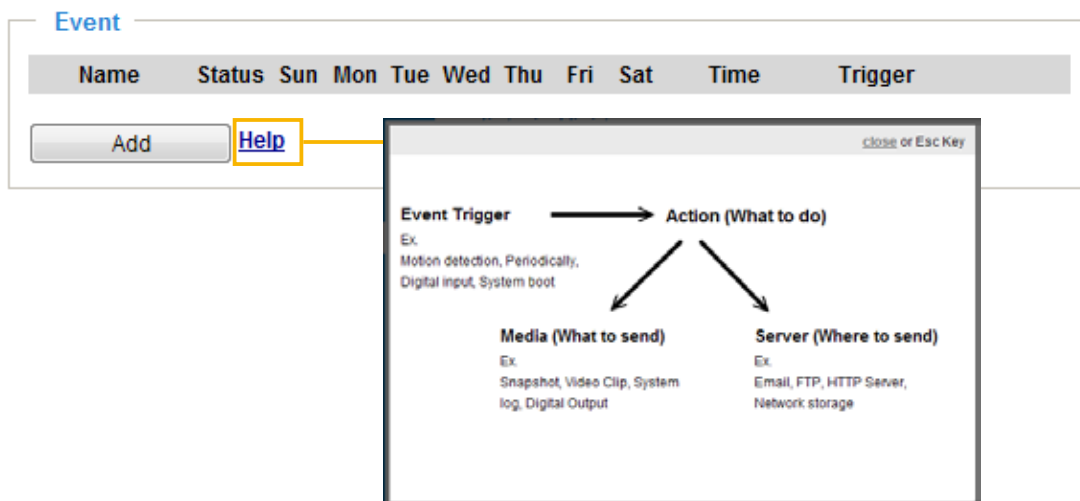 Event
Name Status Sun Mon Tue Wed Thu Fri Sat Time Trigger
Add Help
close or Esc Key
Event Trigger Action (What to do)
Ex.
Motion detection, Periodically,
Digital input, System boot
Media (What to send)
Ex.
Snapshot, Video Clip, System
log, Digital Output
Server (Where to send)
Ex.
Email, FTP, HTTP Server,
Network storage